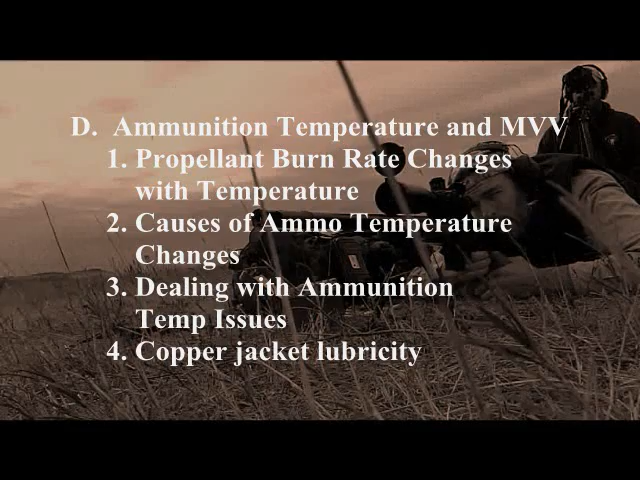 D. Ammunition Temperature and MVV
1. Propellant Burn Rate Changes
with Temperature
2. Causes of Ammo Temperature
Changes
3. Dealing with Ammunition
Temp Issues
4. Copper jacket lubricity